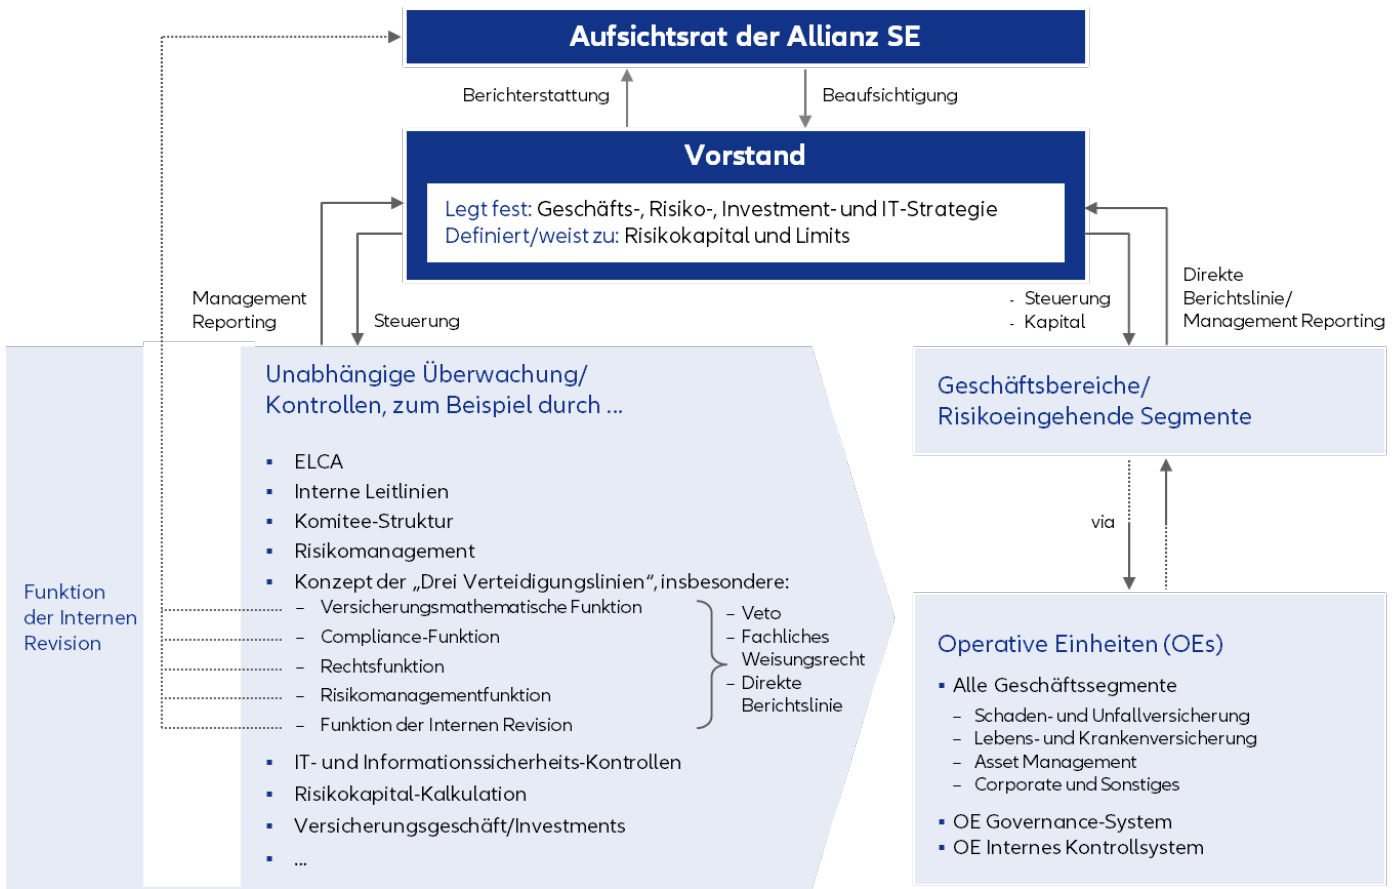 Aufsichtsrat der Allianz SE
Berichterstattung
Beaufsichtigung
Vorstand
Legt fest: Geschäfts-, Risiko-, Investment- und IT-Strategie
Definiert/weist zu: Risikokapital und Limits
Management
Reporting
Steuerung
- Steuerung
- Kapital
Direkte
Berichtslinie/
Management Reporting
Funktion
der Internen
Revision
Unabhängige Überwachung/
Kontrollen, zum Beispiel durch ...
▪ ELCA
▪ Interne Leitlinien
▪ Komitee-Struktur
▪ Risikomanagement
▪ Konzept der „Drei Verteidigungslinien“, insbesondere:
– Versicherungsmathematische Funktion
– Compliance-Funktion
– Rechtsfunktion
– Risikomanagementfunktion
– Funktion der Internen Revision
– Veto
– Fachliches
Weisungsrecht
– Direkte
Berichtslinie
▪ IT- und Informationssicherheits-Kontrollen
▪ Risikokapital-Kalkulation
▪ Versicherungsgeschäft/Investments
▪ ...
Geschäftsbereiche/
Risikoeingehende Segmente
via
Operative Einheiten (OEs)
▪ Alle Geschäftssegmente
– Schaden- und Unfallversicherung
– Lebens- und Krankenversicherung
– Asset Management
– Corporate und Sonstiges
▪ OE Governance-System
▪ OE Internes Kontrollsystem